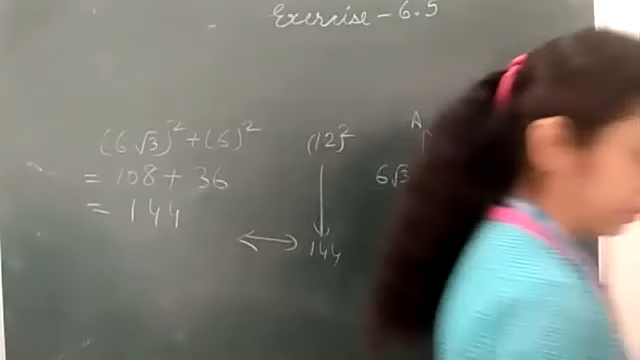 Exercise - 6.5
(6√3)² + (6)²
= 108 + 36
= 144
(12)²
↓
↔ 144
A
6√3